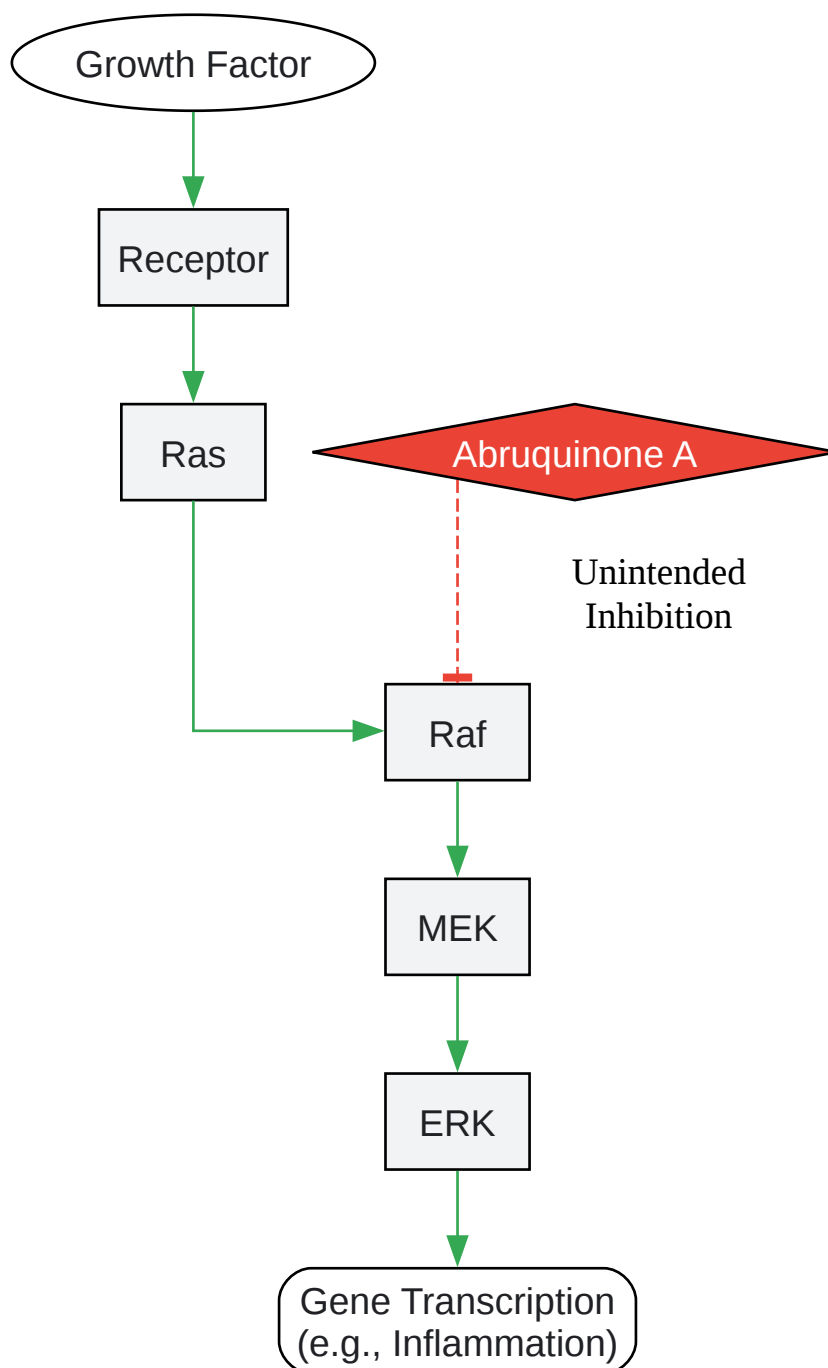 Growth Factor
Receptor
Ras
Abruquinone A
Unintended
Inhibition
Raf
MEK
ERK
Gene Transcription
(e.g., Inflammation)